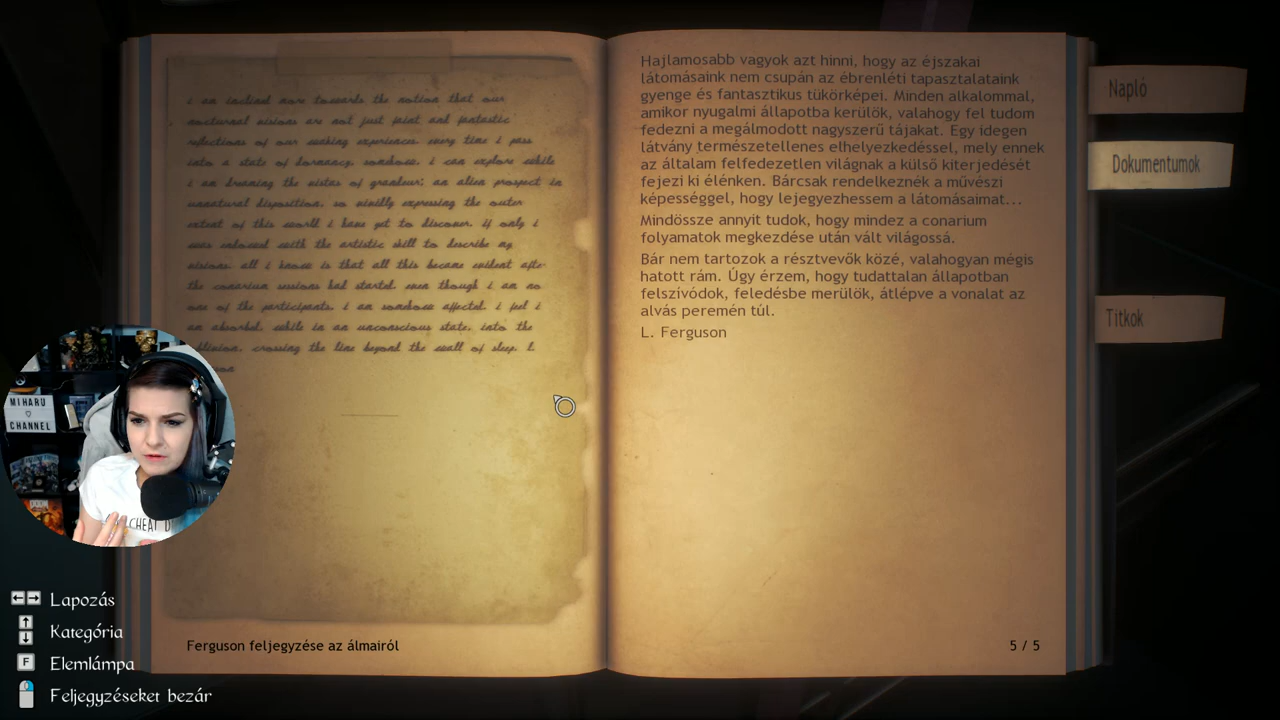 i am inclined more towards the notion that our
nocturnal visions are not just faint and fantastic
reflections of our waking experiences. every time i pass
into a state of dormancy, somehow, i can explore while
i am dreaming the vistas of grandeur; an alien prospect in
unnatural disposition, so vividly expressing the outer
extent of this world i have yet to discover. if only i
was endowed with the artistic skill to describe my
visions. all i know is that all this became evident afte-
the conarium sessions had started. even though i am no
one of the participants, i am somehow affected. i feel i
am absorbed, while in an unconscious state, into the
oblivion, crossing the line beyond the wall of sleep. l.
Hajlamosabb vagyok azt hinni, hogy az éjszakai
látomásaink nem csupán az ébrenléti tapasztalataink
gyenge és fantasztikus tükörképei. Minden alkalommal,
amikor nyugalmi állapotba kerülök, valahogy fel tudom
fedezni a megálmodott nagyszerű tájakat. Egy idegen
látvány természetellenes elhelyezkedéssel, mely ennek
az általam felfedezetlen világnak a külső kiterjedését
fejezi ki élénken. Bárcsak rendelkeznék a művészi
képességgel, hogy lejegyezhessem a látomásaimat...
Mindössze annyit tudok, hogy mindez a conarium
folyamatok megkezdése után vált világossá.
Bár nem tartozok a résztvevők közé, valahogyan mégis
hatott rám. Úgy érzem, hogy tudattalan állapotban
felszívódok, feledésbe merülök, átlépve a vonalat az
alvás peremén túl.
L. Ferguson
Napló
Dokumentumok
Titkok
MIHARU
CHANNEL
Lapozás
Kategória
F Elemlámpa
Feljegyzéseket bezár
Ferguson feljegyzése az álmairól
5 / 5